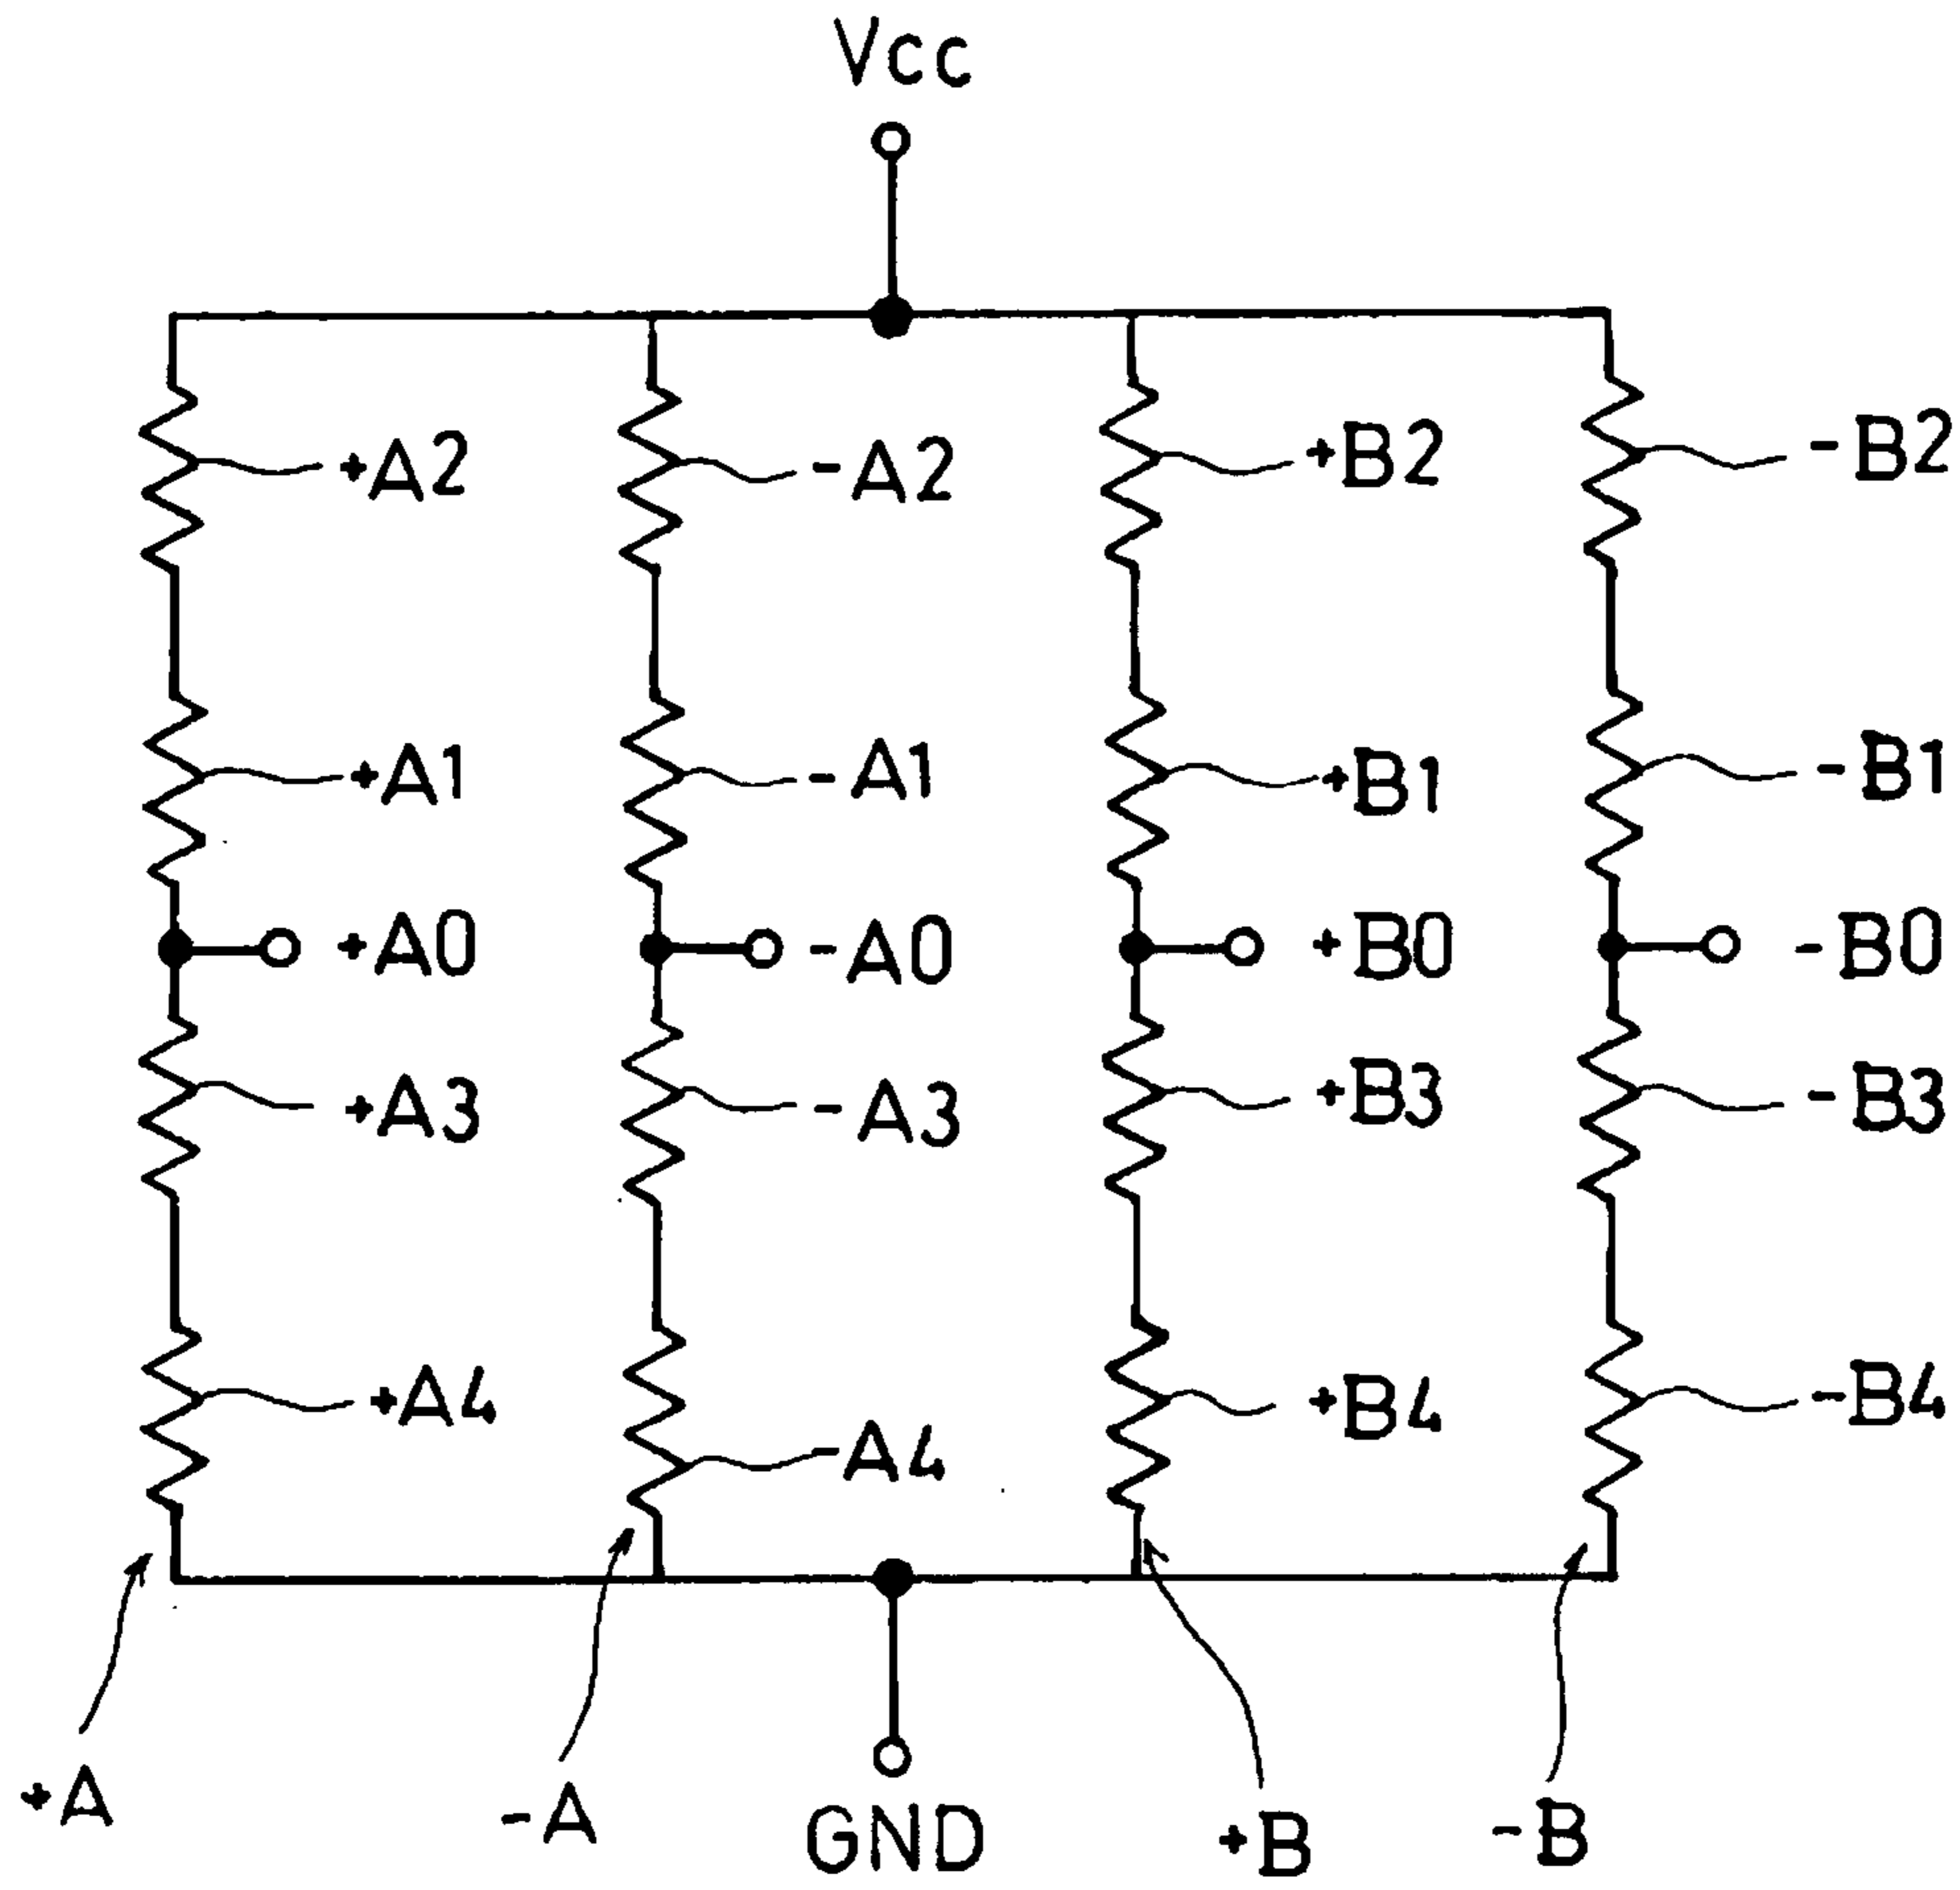 Vcc
+A2 -A2 +B2 -B2
+A1 -A1 +B1 -B1
+A0 -A0 +B0 -B0
+A3 -A3 +B3 -B3
+A4 -A4 +B4 -B4
+A -A GND +B -B